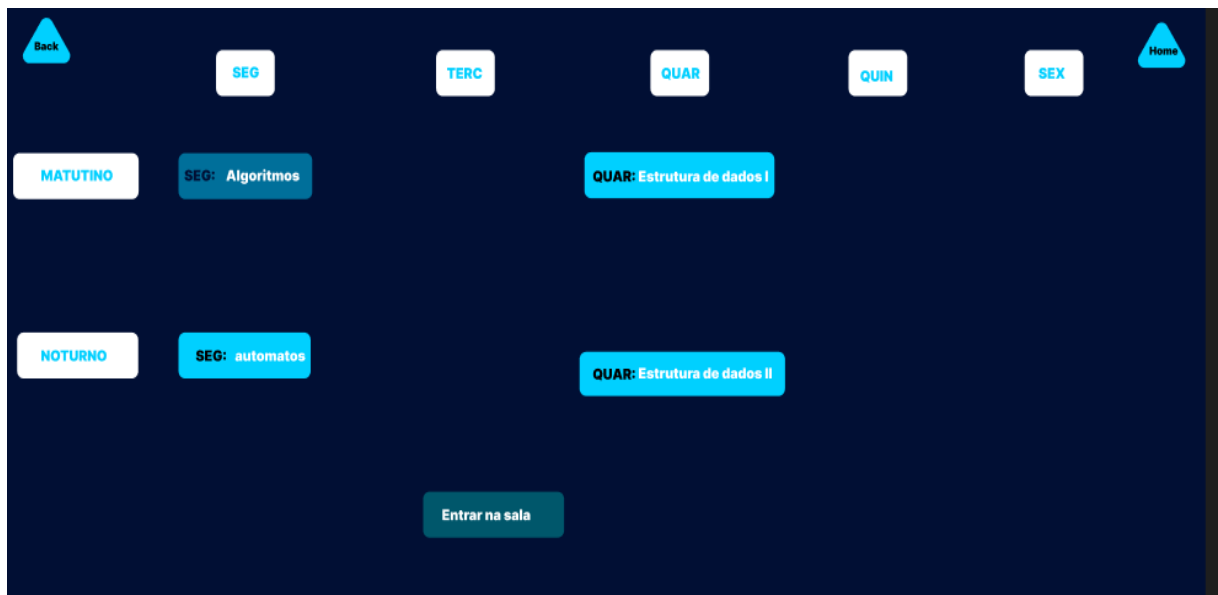 Back
Home
SEG
TERC
QUAR
QUIN
SEX
MATUTINO
SEG: Algoritmos
QUAR: Estrutura de dados I
NOTURNO
SEG: automatos
QUAR: Estrutura de dados II
Entrar na sala